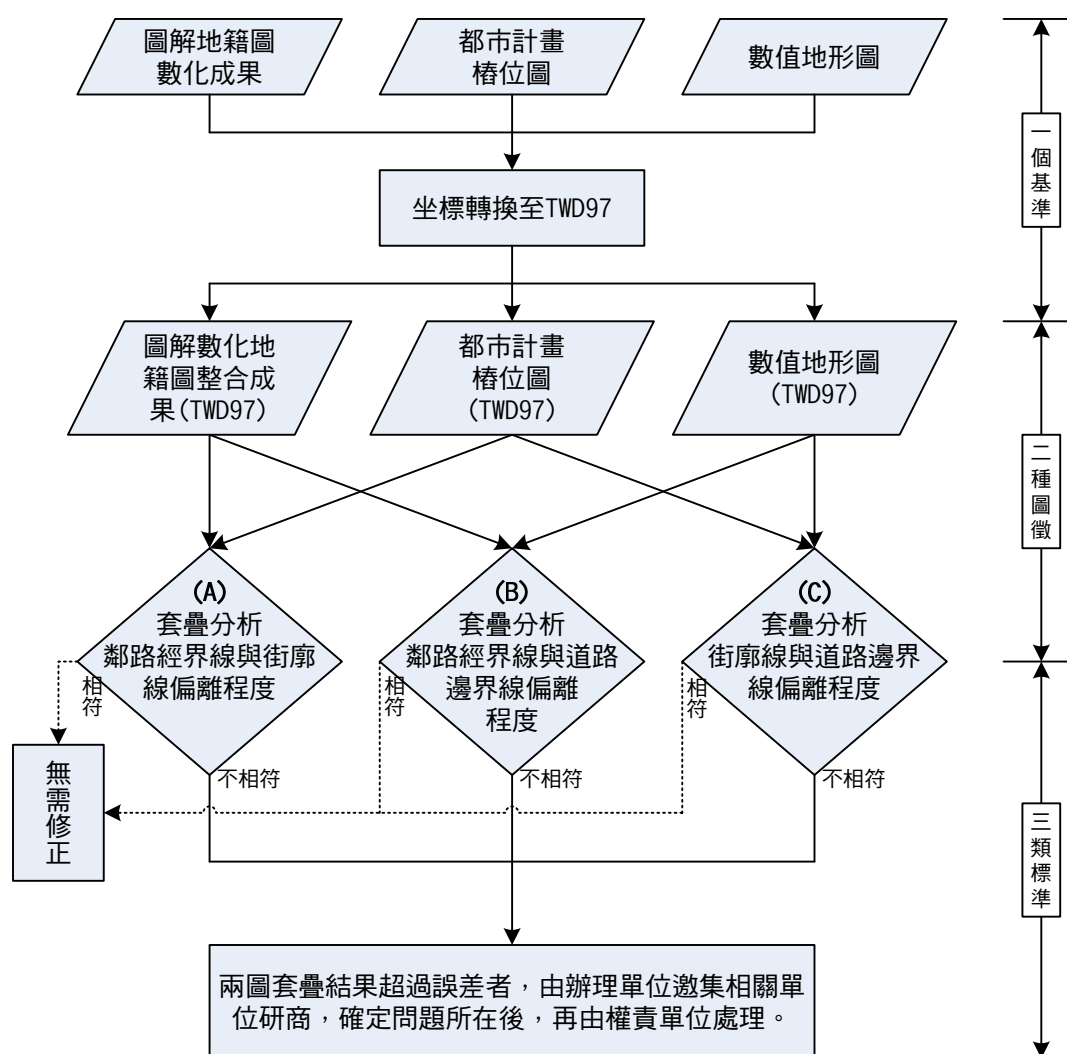 圖解地籍圖
數化成果
都市計畫
樁位圖
數值地形圖
一個基準
坐標轉換至TWD97
圖解數化地
籍圖整合成
果(TWD97)
都市計畫
樁位圖
(TWD97)
數值地形圖
(TWD97)
二種圖徵
(A)
套疊分析
鄰路經界線與街廓
線偏離程度
(B)
套疊分析
鄰路經界線與道路
邊界線偏離
程度
(C)
套疊分析
街廓線與道路邊界
線偏離程度
相符
相符
相符
無需修正
不相符
不相符
不相符
三類標準
兩圖套疊結果超過誤差者，由辦理單位邀集相關單
位研商，確定問題所在後，再由權責單位處理。